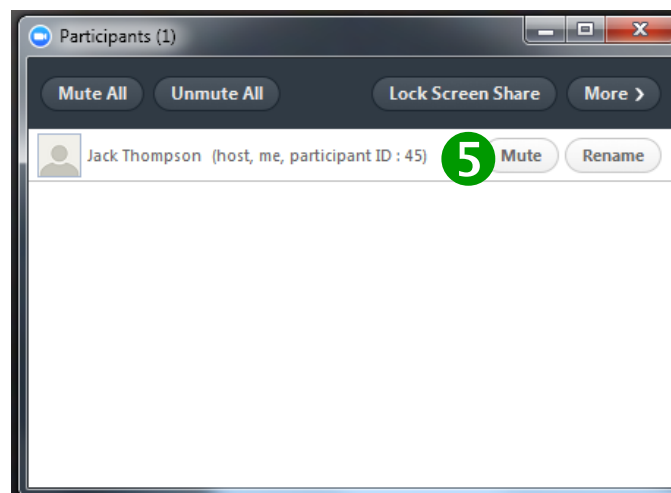 Participants (1)
Mute All Unmute All Lock Screen Share More ❯
Jack Thompson (host, me, participant ID : 45) 5 Mute Rename